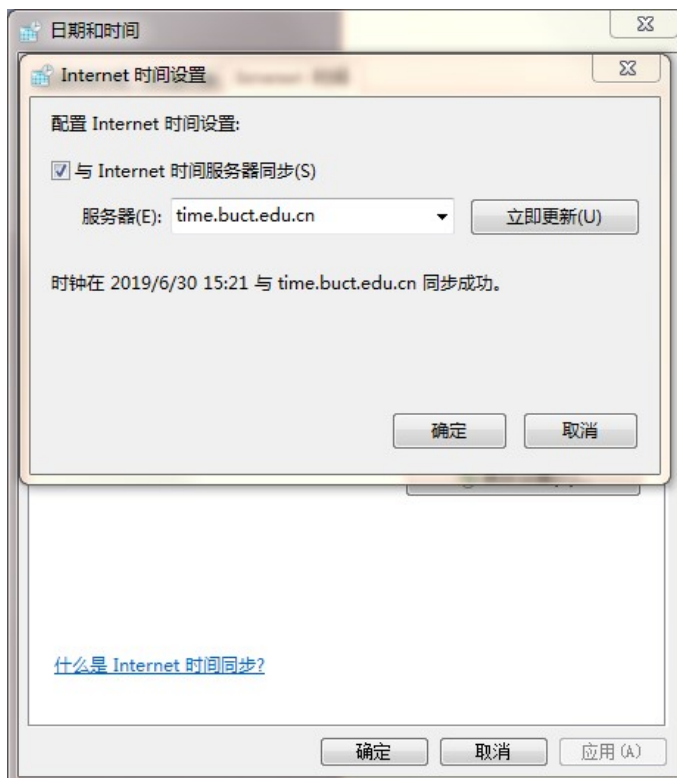 日期和时间
Internet 时间设置
配置 Internet 时间设置:
与 Internet 时间服务器同步(S)
服务器(E): time.buct.edu.cn 立即更新(U)
时钟在 2019/6/30 15:21 与 time.buct.edu.cn 同步成功。
确定 取消
什么是 Internet 时间同步?
确定 取消 应用(A)